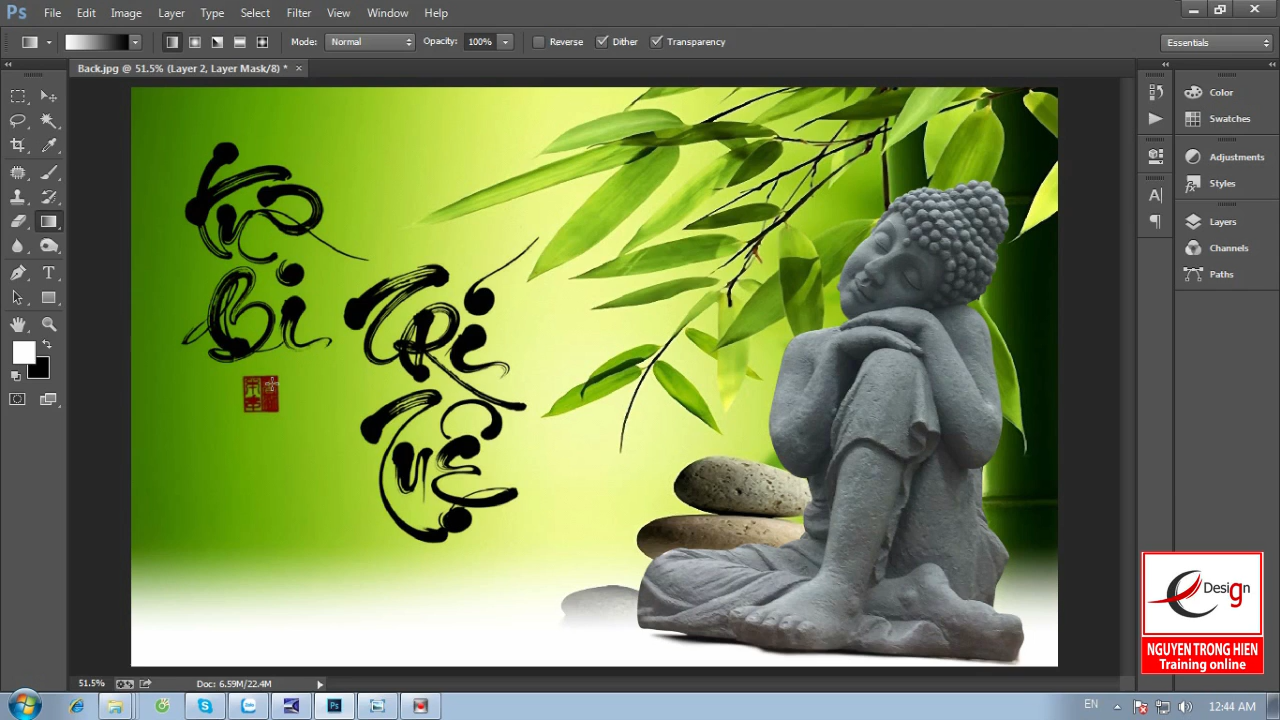 Ps File Edit Image Layer Type Select Filter View Window Help
Mode: Normal Opacity: 100% Reverse Dither Transparency Essentials
Back.jpg @ 51.5% (Layer 2, Layer Mask/8) * ×
Color
Swatches
Adjustments
Styles
Layers
Channels
Paths
Từ
Bi
Trí
Tuệ
Design
NGUYEN TRONG HIEN
Training online
51.5% Doc: 6.59M/22.4M
EN 12:44 AM